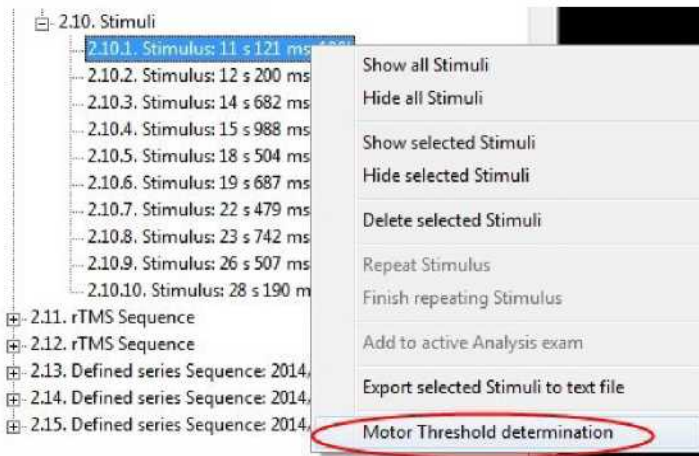 2.10. Stimuli
2.10.1. Stimulus: 11 s 121 ms
2.10.2. Stimulus: 12 s 200 ms
2.10.3. Stimulus: 14 s 682 ms
2.10.4. Stimulus: 15 s 988 ms
2.10.5. Stimulus: 18 s 504 ms
2.10.6. Stimulus: 19 s 687 ms
2.10.7. Stimulus: 22 s 479 ms
2.10.8. Stimulus: 23 s 742 ms
2.10.9. Stimulus: 26 s 507 ms
2.10.10. Stimulus: 28 s 190 m
2.11. rTMS Sequence
2.12. rTMS Sequence
2.13. Defined series Sequence: 2014,
2.14. Defined series Sequence: 2014,
2.15. Defined series Sequence: 2014,
Show all Stimuli
Hide all Stimuli
Show selected Stimuli
Hide selected Stimuli
Delete selected Stimuli
Repeat Stimulus
Finish repeating Stimulus
Add to active Analysis exam
Export selected Stimuli to text file
Motor Threshold determination